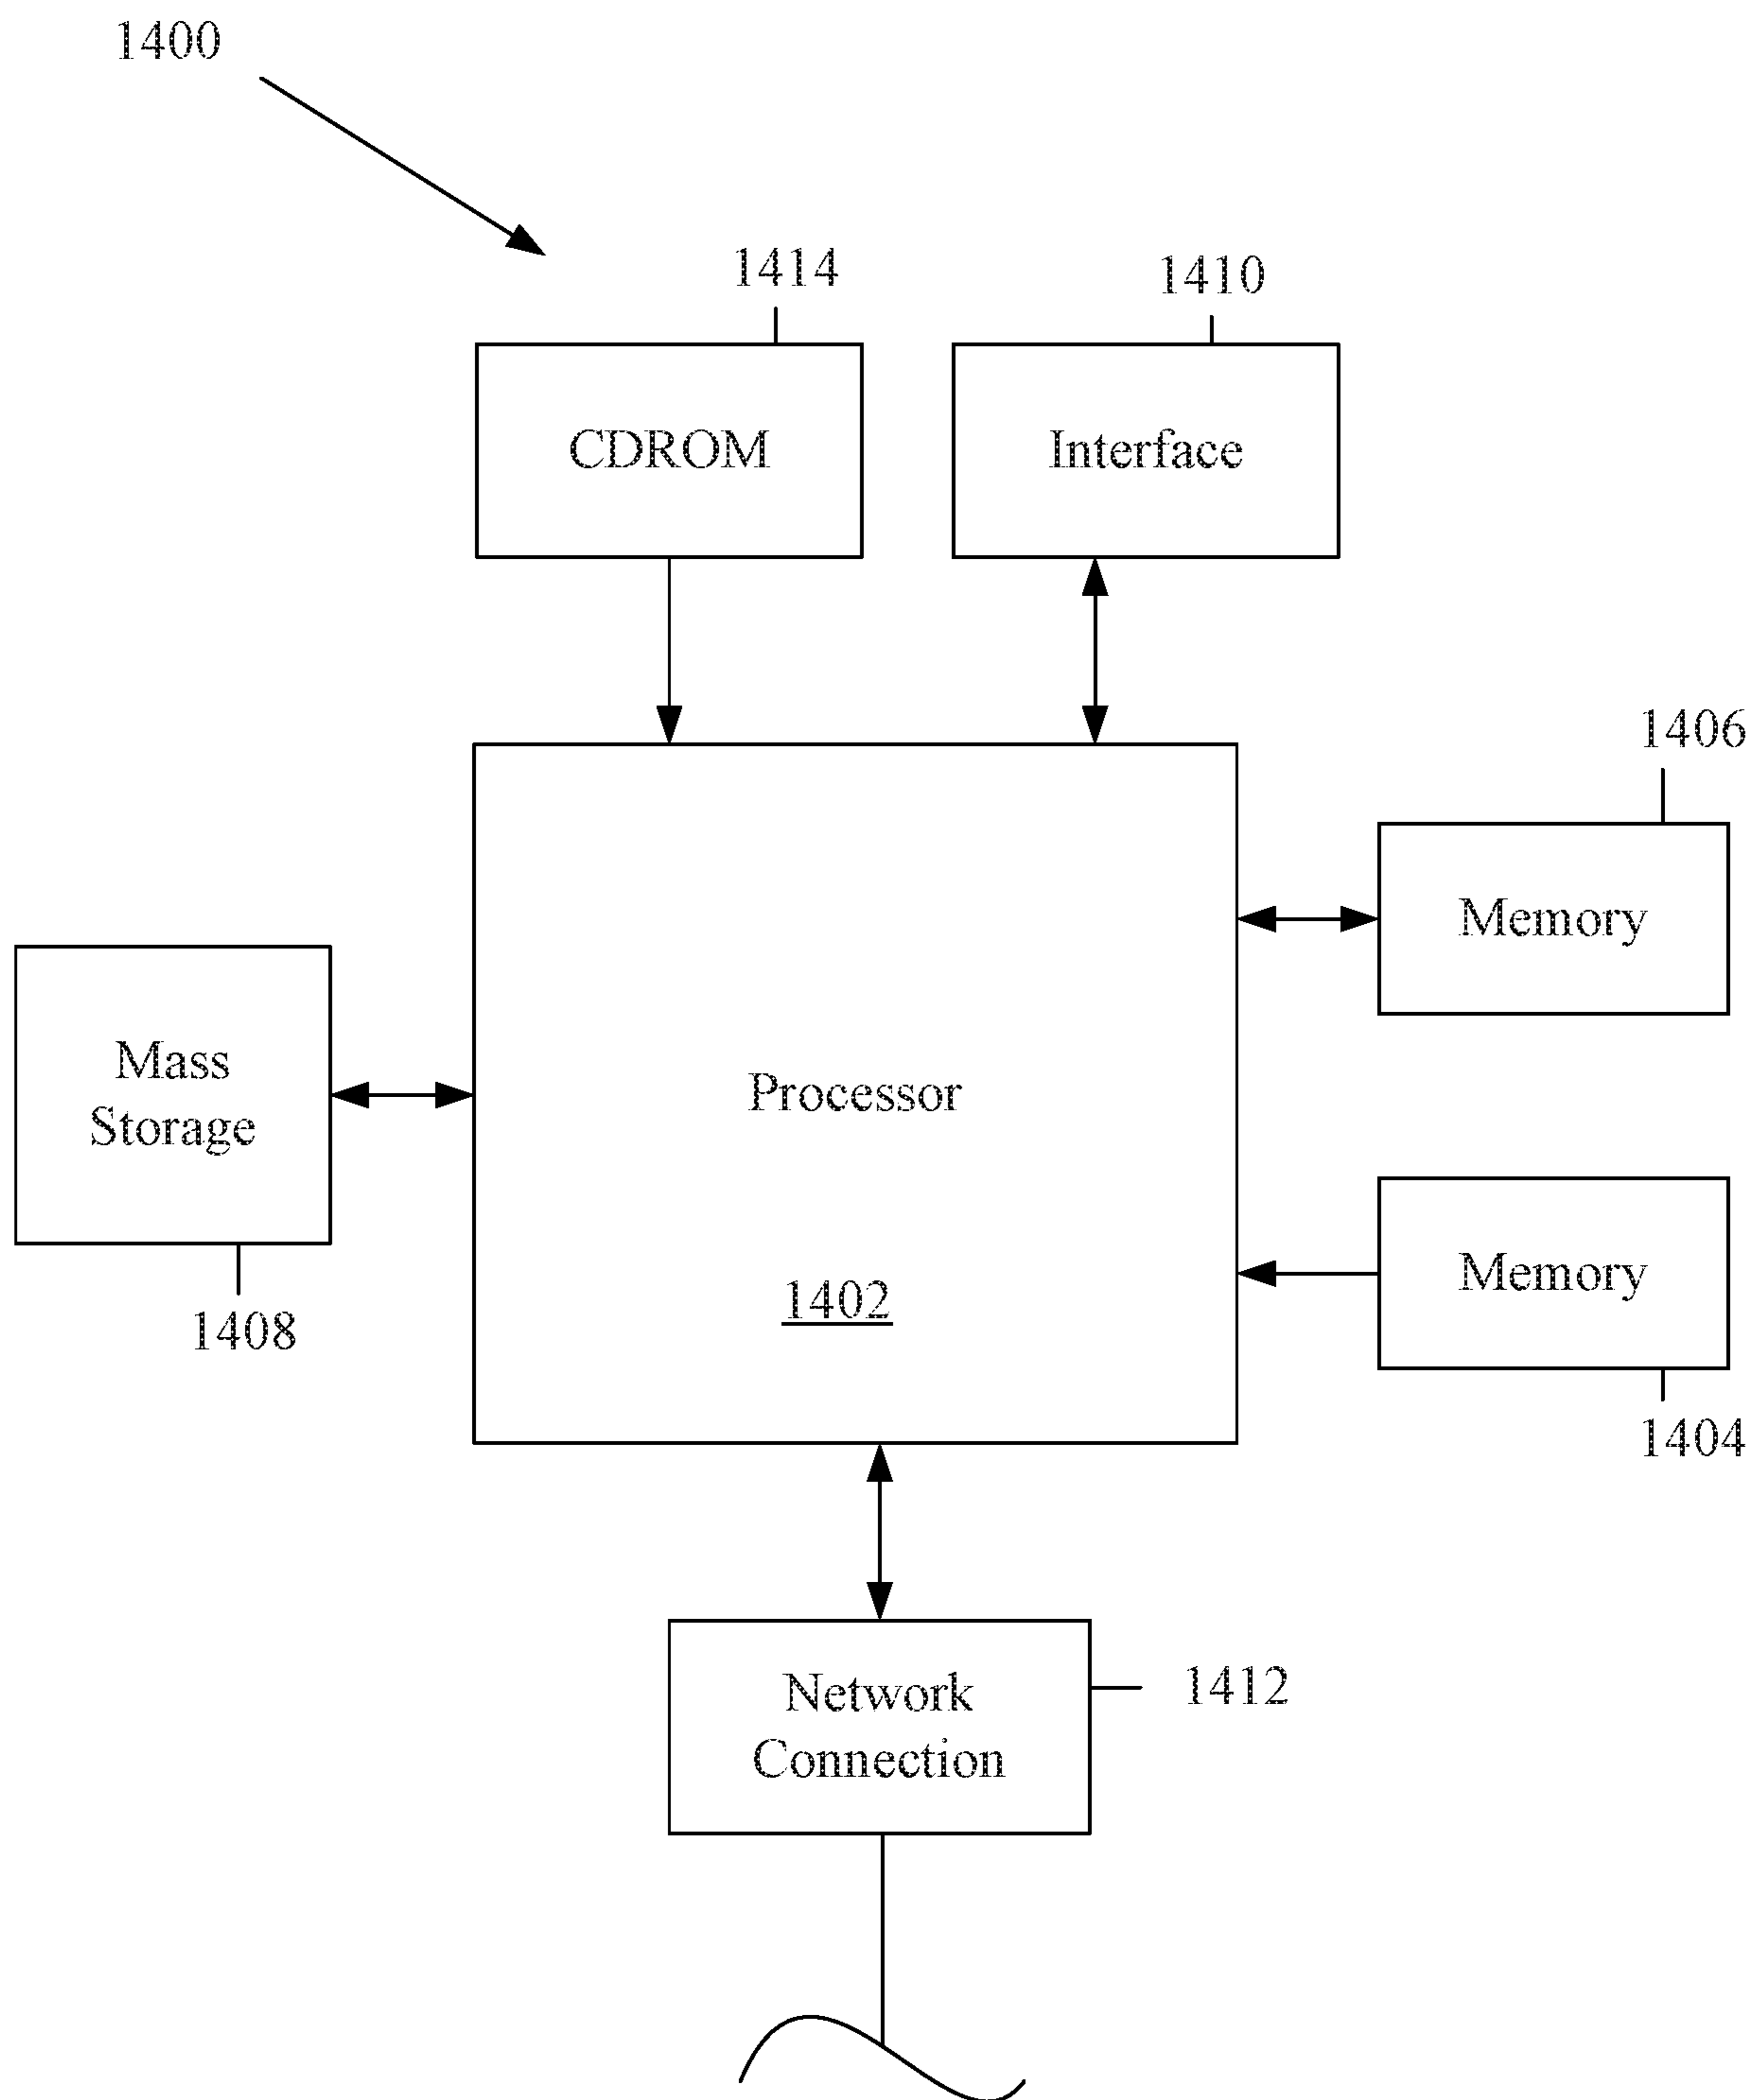 1400
1414
1410
CDROM
Interface
1406
Memory
Mass
Storage
Processor
Memory
1402
1408
1404
Network
Connection
1412